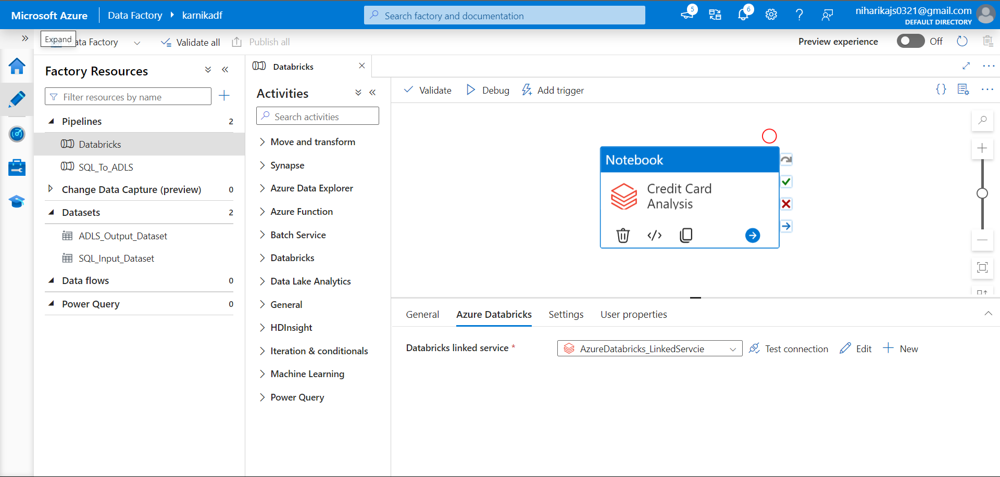 Microsoft Azure
Data Factory
karnikadf
Search factory and documentation
5
6
niharikajs0321@gmail.com
DEFAULT DIRECTORY
Expand
ata Factory
Validate all
Publish all
Preview experience
Off
Factory Resources
Filter resources by name
Pipelines 2
Databricks
SQL_To_ADLS
Change Data Capture (preview) 0
Datasets 2
ADLS_Output_Dataset
SQL_Input_Dataset
Data flows 0
Power Query 0
Databricks
Activities
Search activities
Move and transform
Synapse
Azure Data Explorer
Azure Function
Batch Service
Databricks
Data Lake Analytics
General
HDInsight
Iteration & conditionals
Machine Learning
Power Query
Validate
Debug
Add trigger
Notebook
Credit Card
Analysis
General
Azure Databricks
Settings
User properties
Databricks linked service *
AzureDatabricks_LinkedServcie
Test connection
Edit
New